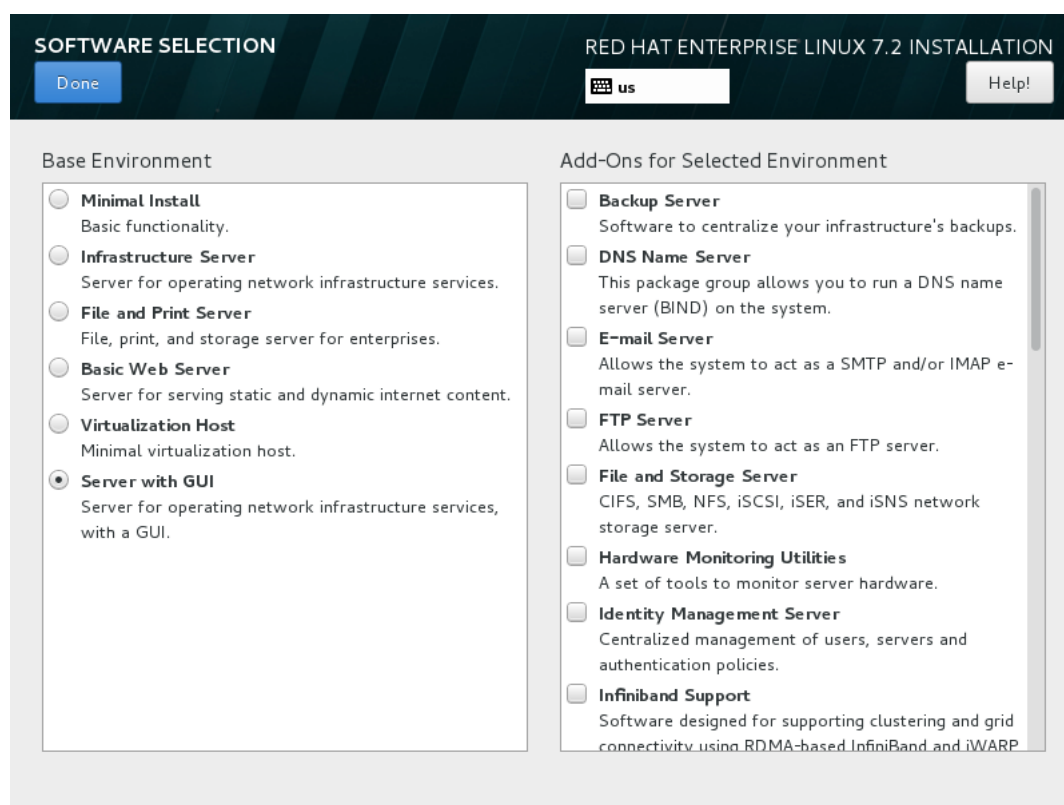 SOFTWARE SELECTION
Done
RED HAT ENTERPRISE LINUX 7.2 INSTALLATION
us
Help!
Base Environment
Minimal Install
Basic functionality.
Infrastructure Server
Server for operating network infrastructure services.
File and Print Server
File, print, and storage server for enterprises.
Basic Web Server
Server for serving static and dynamic internet content.
Virtualization Host
Minimal virtualization host.
Server with GUI
Server for operating network infrastructure services,
with a GUI.
Add-Ons for Selected Environment
Backup Server
Software to centralize your infrastructure's backups.
DNS Name Server
This package group allows you to run a DNS name
server (BIND) on the system.
E-mail Server
Allows the system to act as a SMTP and/or IMAP e-
mail server.
FTP Server
Allows the system to act as an FTP server.
File and Storage Server
CIFS, SMB, NFS, iSCSI, iSER, and iSNS network
storage server.
Hardware Monitoring Utilities
A set of tools to monitor server hardware.
Identity Management Server
Centralized management of users, servers and
authentication policies.
Infiniband Support
Software designed for supporting clustering and grid
connectivity using RDMA-based InfiniBand and iWARP